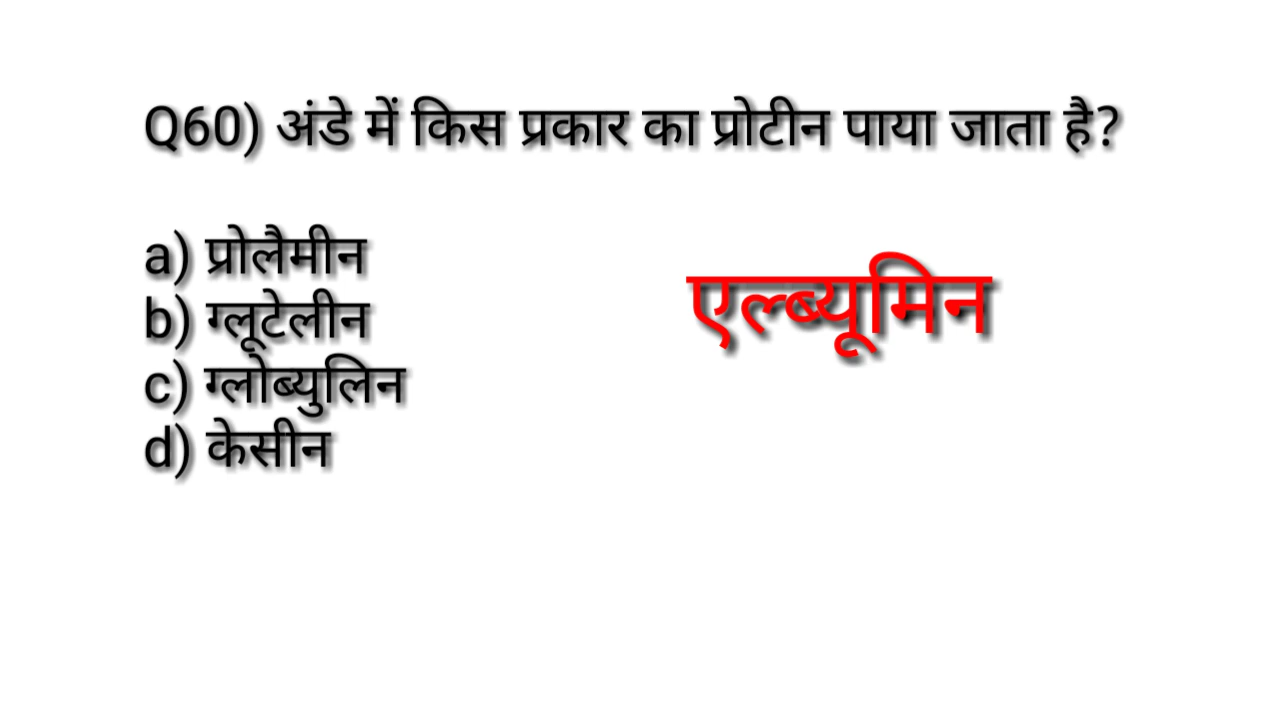 Q60) अंडे में किस प्रकार का प्रोटीन पाया जाता है?
a) प्रोलैमीन
b) ग्लूटेलीन
c) ग्लोब्युलिन
d) केसीन
एल्ब्यूमिन